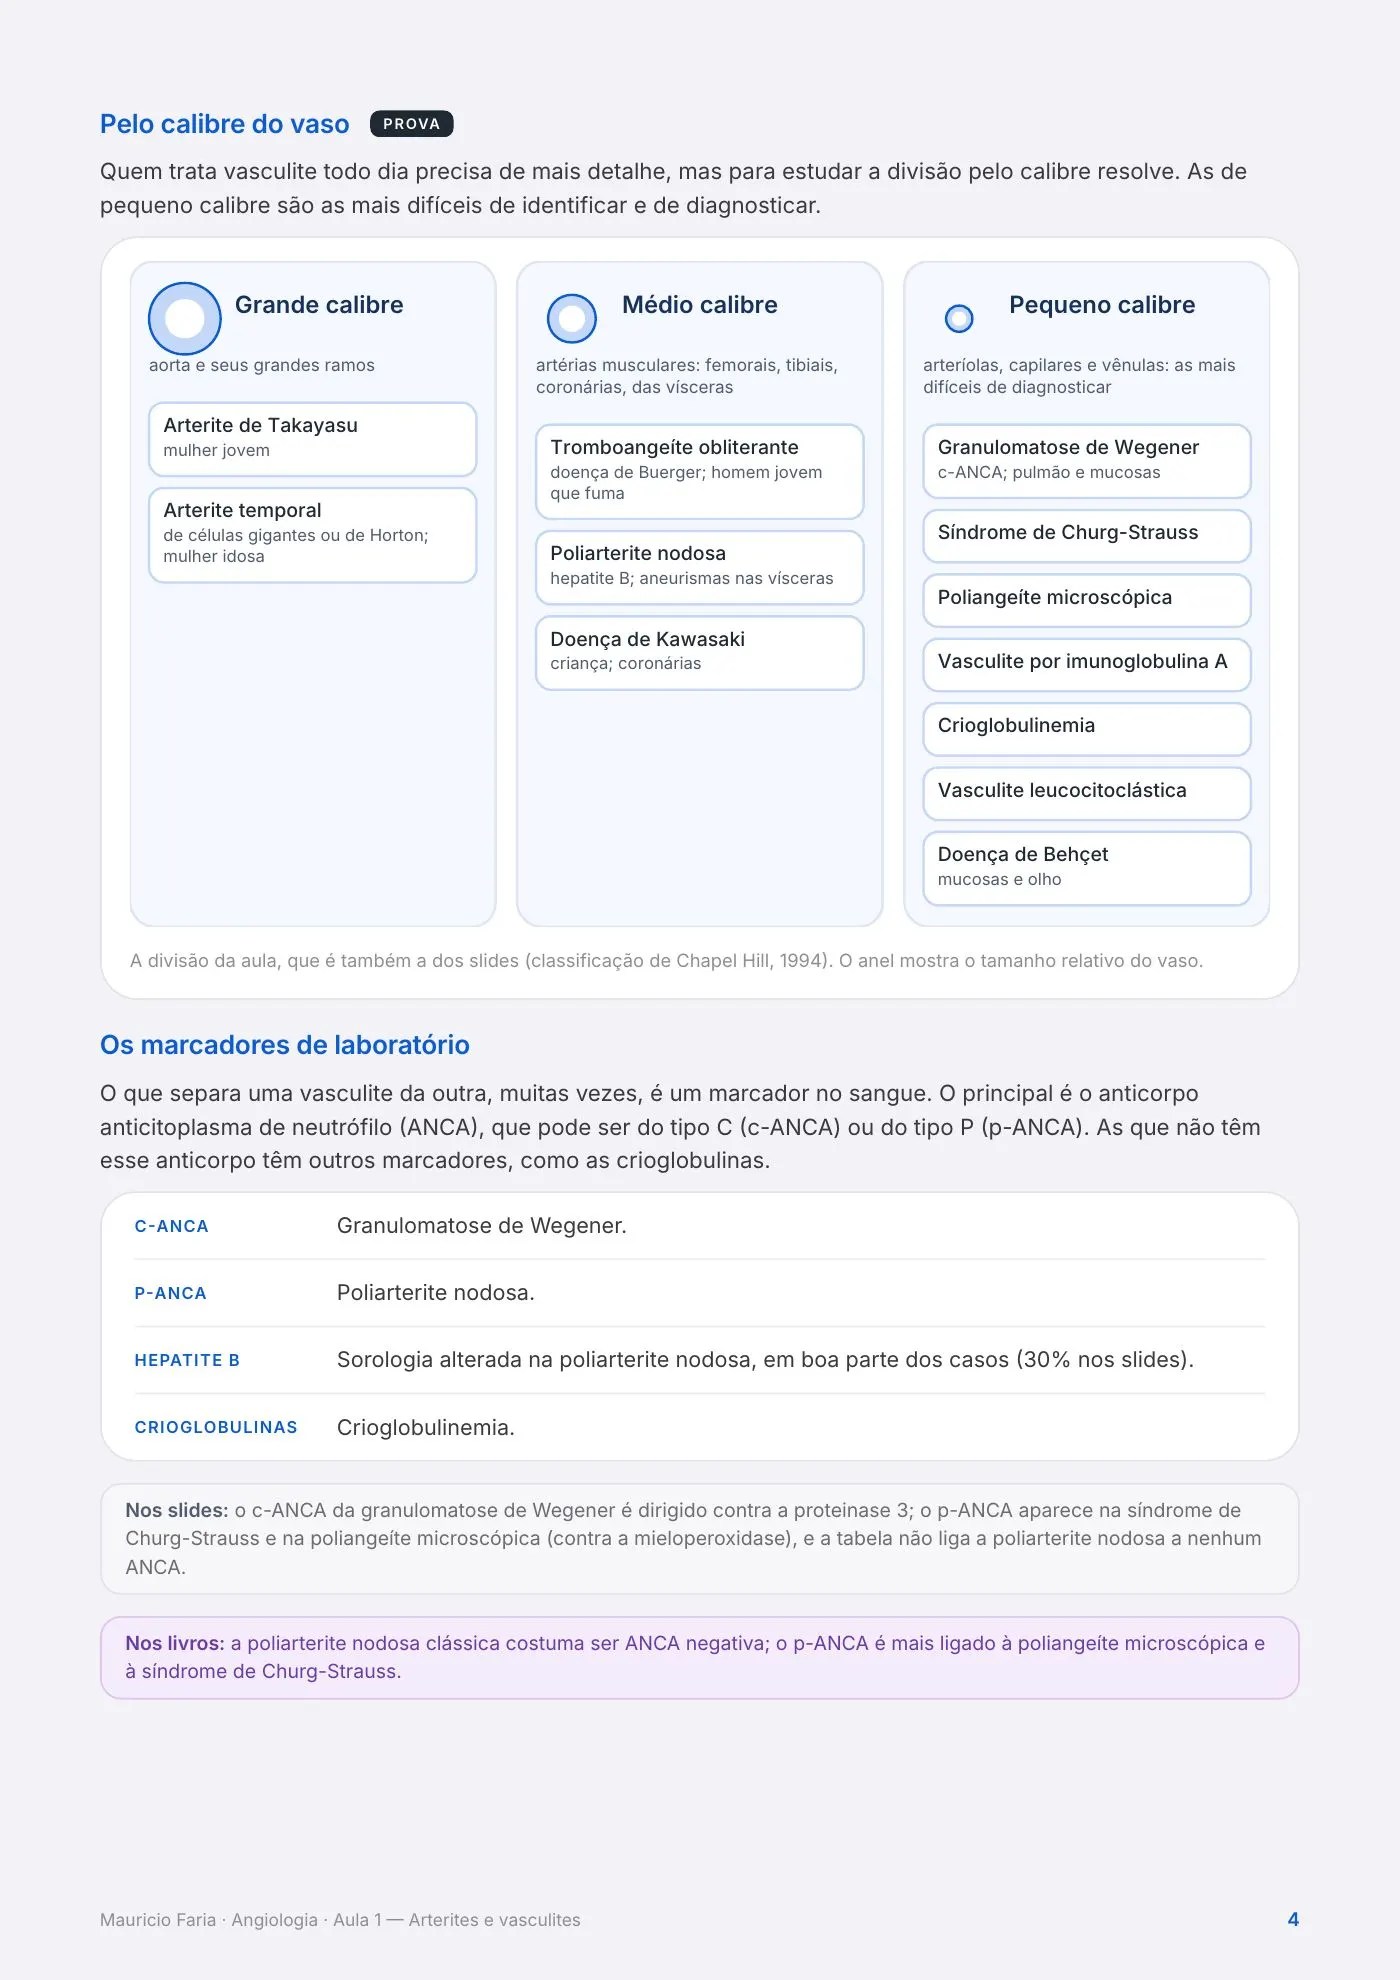 Pelo calibre do vaso PROVA
Quem trata vasculite todo dia precisa de mais detalhe, mas para estudar a divisão pelo calibre resolve. As de
pequeno calibre são as mais difíceis de identificar e de diagnosticar.
Grande calibre
aorta e seus grandes ramos
Arterite de Takayasu
mulher jovem
Arterite temporal
de células gigantes ou de Horton;
mulher idosa
Médio calibre
artérias musculares: femorais, tibiais,
coronárias, das vísceras
Tromboangeíte obliterante
doença de Buerger; homem jovem
que fuma
Poliarterite nodosa
hepatite B; aneurismas nas vísceras
Doença de Kawasaki
criança; coronárias
Pequeno calibre
arteríolas, capilares e vênulas: as mais
difíceis de diagnosticar
Granulomatose de Wegener
c-ANCA; pulmão e mucosas
Síndrome de Churg-Strauss
Poliangeíte microscópica
Vasculite por imunoglobulina A
Crioglobulinemia
Vasculite leucocitoclástica
Doença de Behçet
mucosas e olho
A divisão da aula, que é também a dos slides (classificação de Chapel Hill, 1994). O anel mostra o tamanho relativo do vaso.
Os marcadores de laboratório
O que separa uma vasculite da outra, muitas vezes, é um marcador no sangue. O principal é o anticorpo
anticitoplasma de neutrófilo (ANCA), que pode ser do tipo C (c-ANCA) ou do tipo P (p-ANCA). As que não têm
esse anticorpo têm outros marcadores, como as crioglobulinas.
C-ANCA Granulomatose de Wegener.
P-ANCA Poliarterite nodosa.
HEPATITE B Sorologia alterada na poliarterite nodosa, em boa parte dos casos (30% nos slides).
CRIOGLOBULINAS Crioglobulinemia.
Nos slides: o c-ANCA da granulomatose de Wegener é dirigido contra a proteinase 3; o p-ANCA aparece na síndrome de
Churg-Strauss e na poliangeíte microscópica (contra a mieloperoxidase), e a tabela não liga a poliarterite nodosa a nenhum
ANCA.
Nos livros: a poliarterite nodosa clássica costuma ser ANCA negativa; o p-ANCA é mais ligado à poliangeíte microscópica e
à síndrome de Churg-Strauss.
Mauricio Faria · Angiologia · Aula 1 — Arterites e vasculites 4